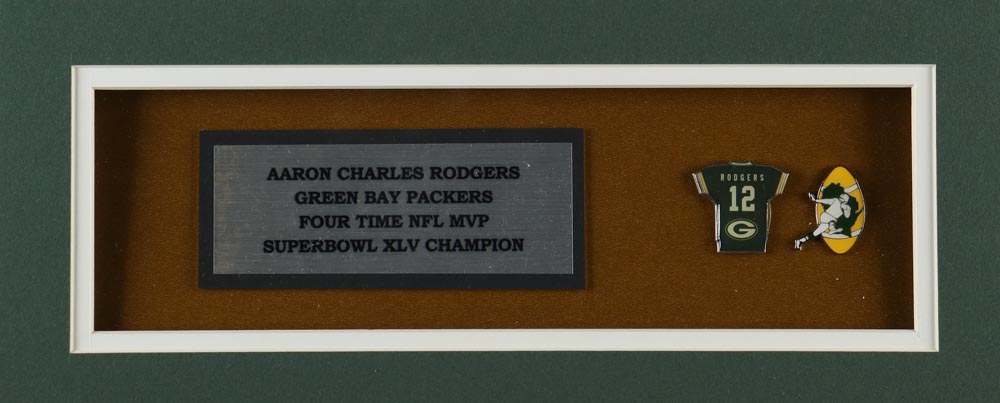 AARON CHARLES RODGERS
GREEN BAY PACKERS
FOUR TIME NFL MVP
SUPERBOWL XLV CHAMPION
RODGERS
12
G